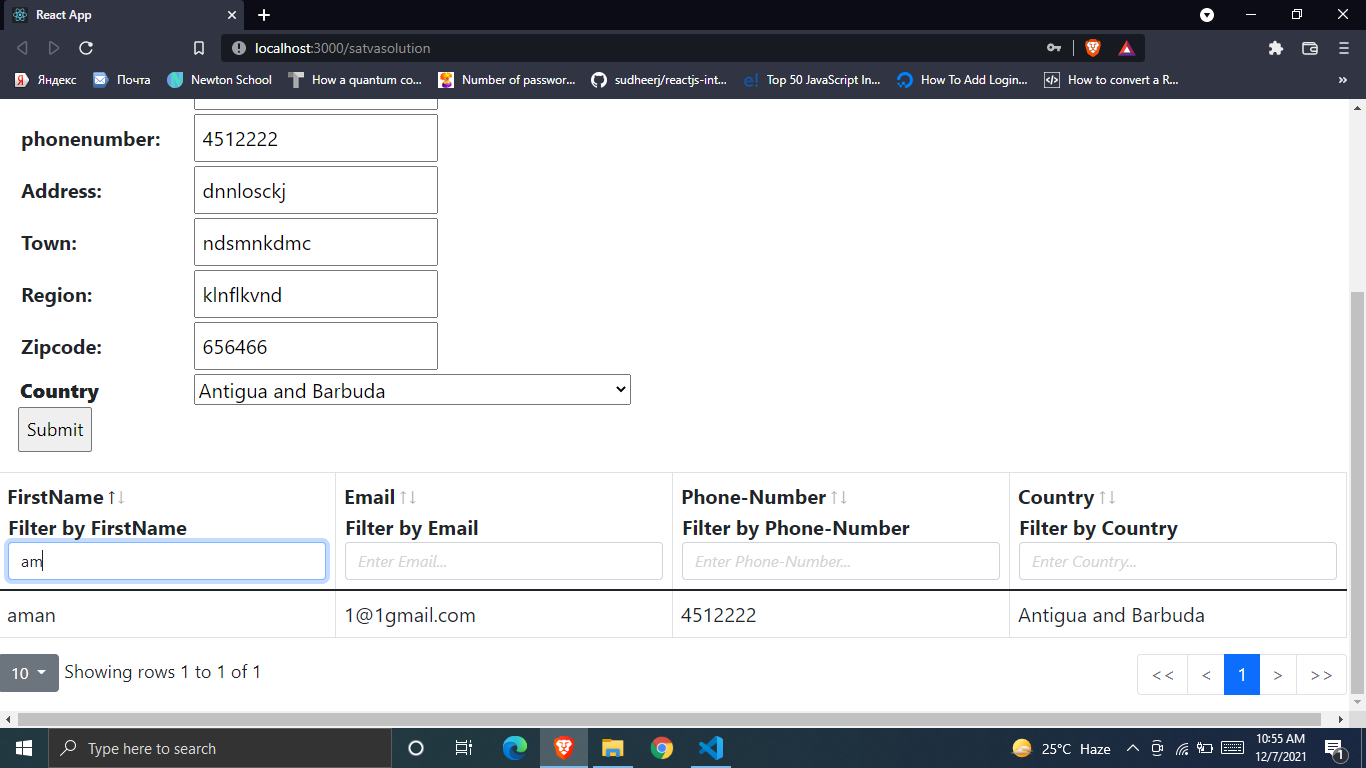 React App
localhost:3000/satvasolution
Яндекс Почта Newton School How a quantum co... Number of passwor... sudheerj/reactjs-int... Top 50 JavaScript In... How To Add Login... How to convert a R... »
phonenumber: 4512222
Address: dnnlosckj
Town: ndsmnkdmc
Region: klnflkvnd
Zipcode: 656466
Country Antigua and Barbuda
Submit
FirstName ↑↓ Email ↑↓ Phone-Number ↑↓ Country ↑↓
Filter by FirstName Filter by Email Filter by Phone-Number Filter by Country
am Enter Email... Enter Phone-Number... Enter Country...
aman 1@1gmail.com 4512222 Antigua and Barbuda
10 Showing rows 1 to 1 of 1 << < 1 > >>
Type here to search 25°C Haze 10:55 AM
12/7/2021 1